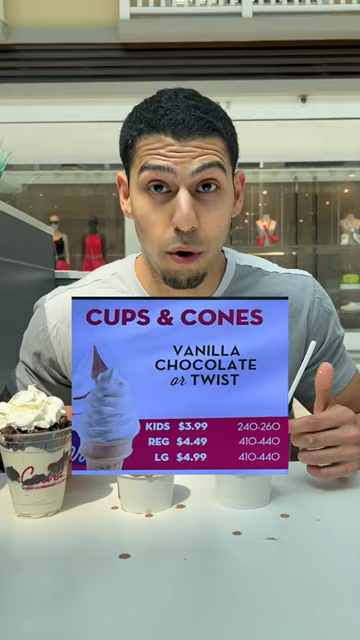 CUPS & CONES
VANILLA
CHOCOLATE
or TWIST
KIDS $3.99 240-260
REG $4.49 410-440
LG $4.99 410-440
Carvel